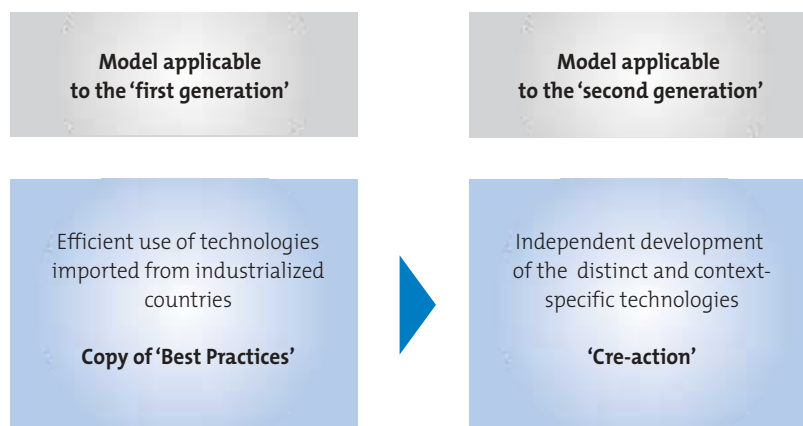 Model applicable
to the ‘first generation’
Model applicable
to the ‘second generation’
Efficient use of technologies
imported from industrialized
countries
Copy of ‘Best Practices’
Independent development
of the distinct and context-
specific technologies
‘Cre-action’